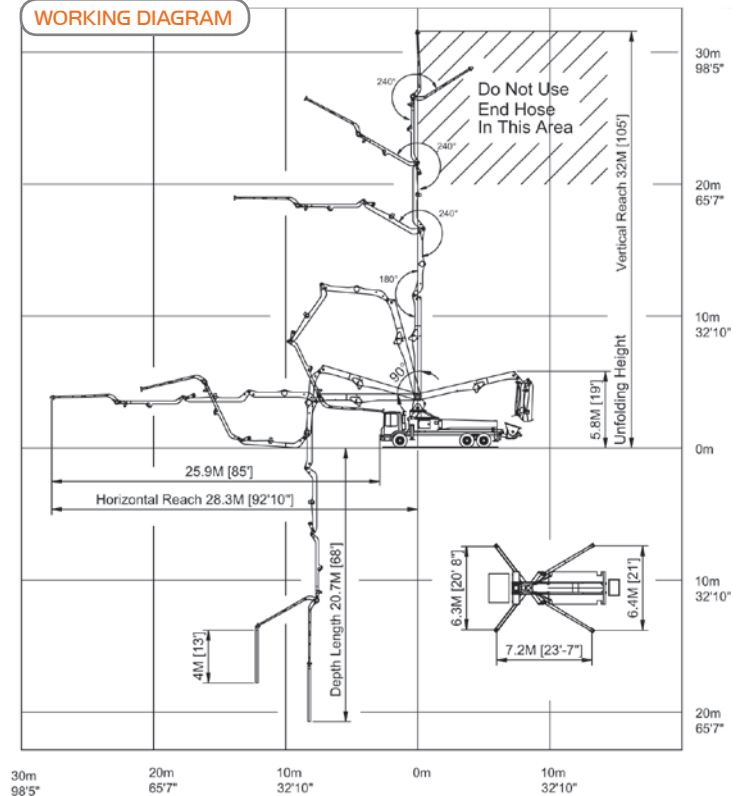 WORKING DIAGRAM
30m
98'5"
240°
Do Not Use
End Hose
In This Area
240°
Vertical Reach 32M [105']
20m
65'7"
240°
180°
10m
32'10"
90°
5.8M [19']
Unfolding Height
0m
25.9M [85']
Horizontal Reach 28.3M [92'10"]
Depth Length 20.7M [68']
4M [13']
6.3M [20' 8"]
6.4M [21']
7.2M [23'-7"]
10m
32'10"
20m
65'7"
30m
98'5"
20m
65'7"
10m
32'10"
0m
10m
32'10"